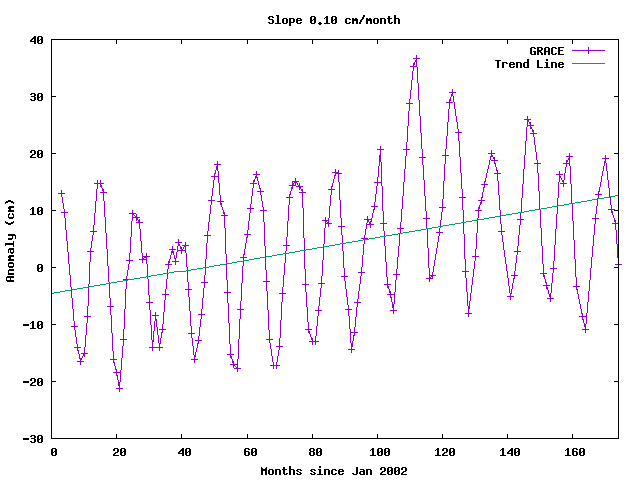 Slope 0.10 cm/month
GRACE
Trend Line
40
30
20
10
0
-10
-20
-30
Anomaly (cm)
0 20 40 60 80 100 120 140 160
Months since Jan 2002